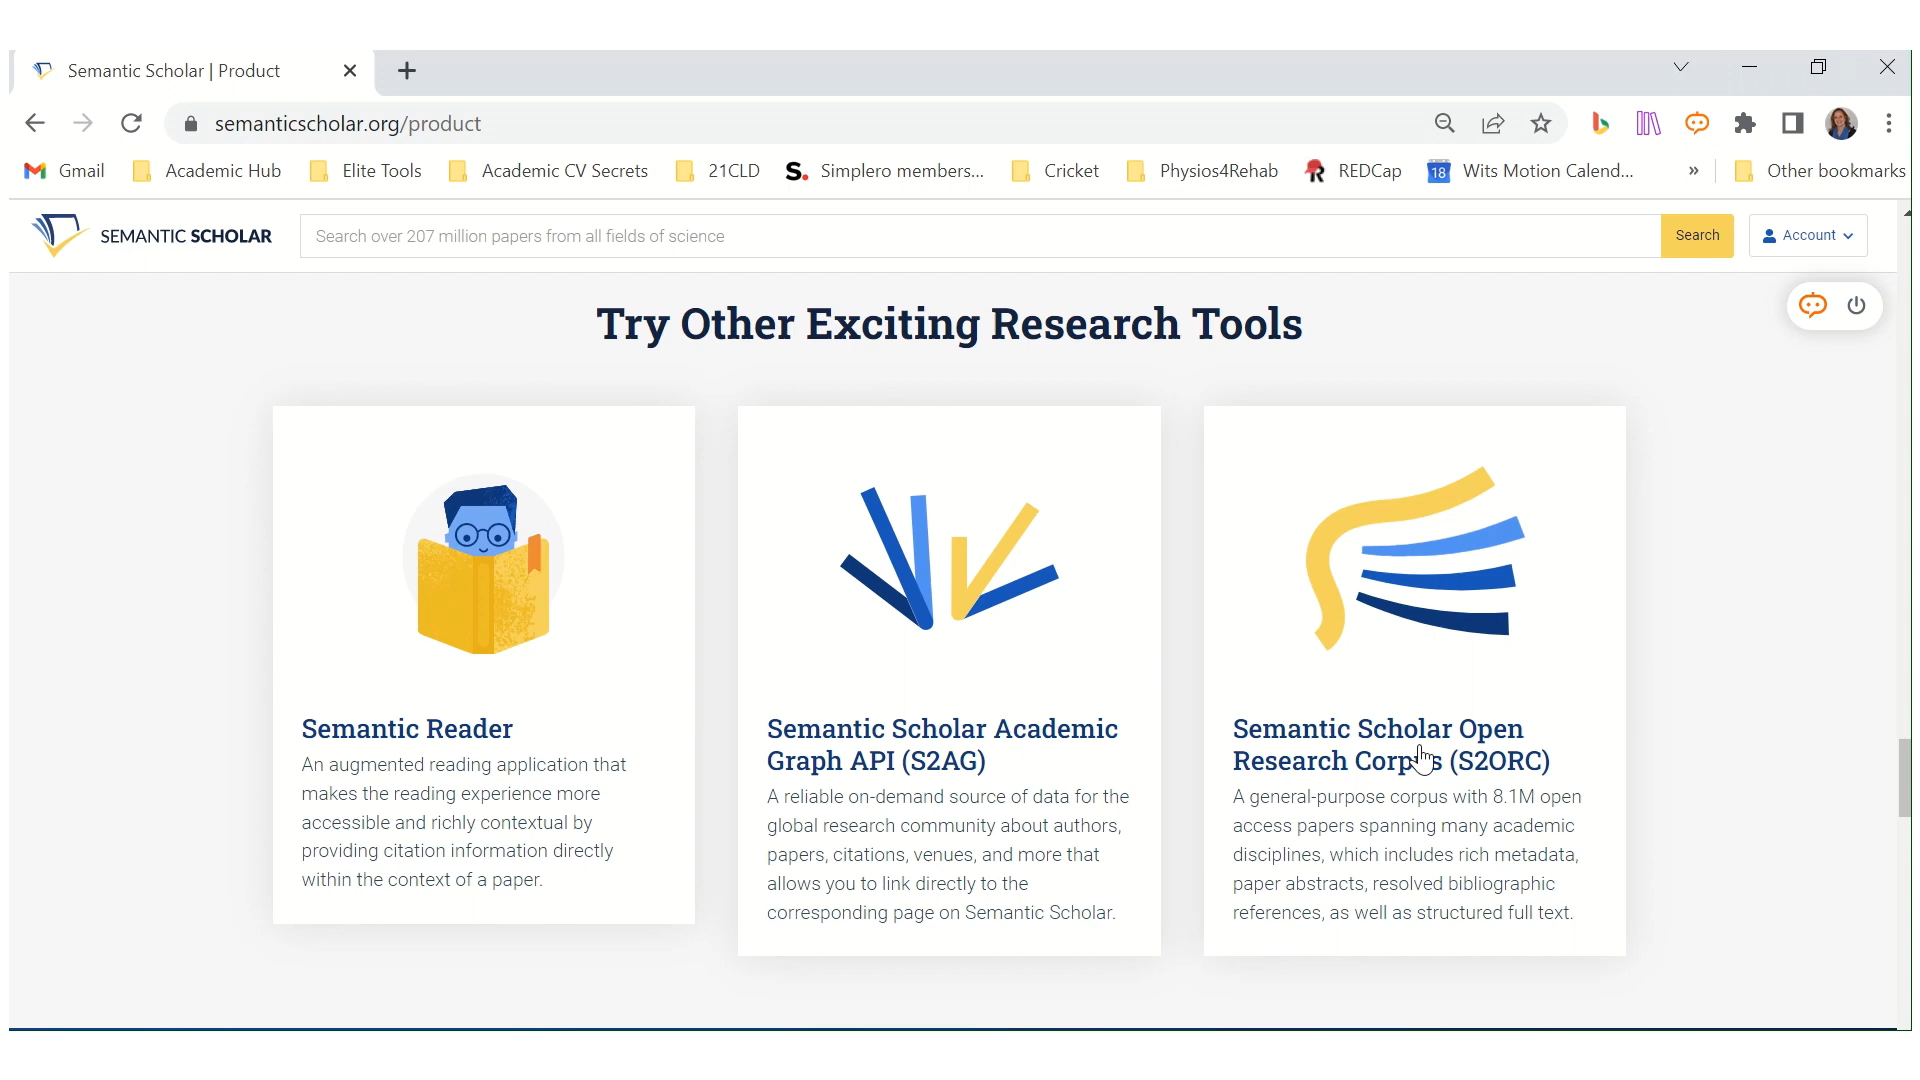 Semantic Scholar | Product
semanticscholar.org/product
Gmail Academic Hub Elite Tools Academic CV Secrets 21CLD S. Simplero members... Cricket Physios4Rehab REDCap 18 Wits Motion Calend... » Other bookmarks
SEMANTIC SCHOLAR Search over 207 million papers from all fields of science Search Account
Try Other Exciting Research Tools
Semantic Reader
An augmented reading application that
makes the reading experience more
accessible and richly contextual by
providing citation information directly
within the context of a paper.
Semantic Scholar Academic
Graph API (S2AG)
A reliable on-demand source of data for the
global research community about authors,
papers, citations, venues, and more that
allows you to link directly to the
corresponding page on Semantic Scholar.
Semantic Scholar Open
Research Corpus (S2ORC)
A general-purpose corpus with 8.1M open
access papers spanning many academic
disciplines, which includes rich metadata,
paper abstracts, resolved bibliographic
references, as well as structured full text.